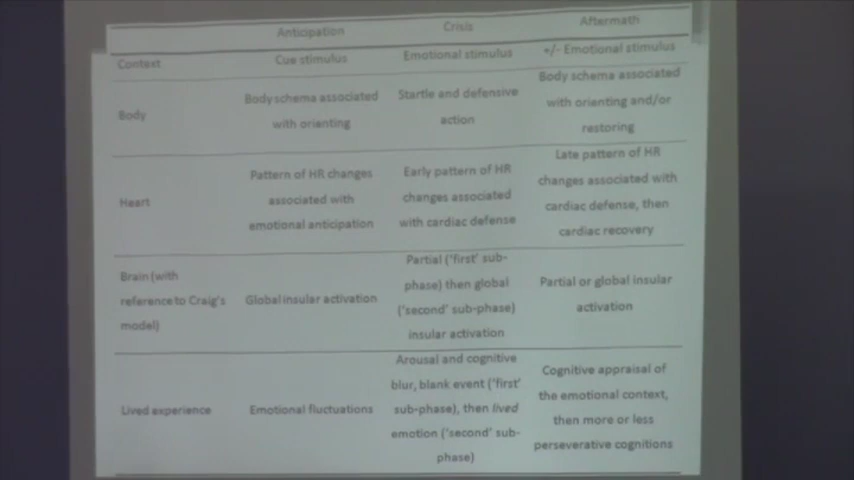 Anticipation Crisis Aftermath
Context Cue stimulus Emotional stimulus +/- Emotional stimulus
Body
Body schema associated
with orienting
Startle and defensive
action
Body schema associated
with orienting and/or
restoring
Heart
Pattern of HR changes
associated with
emotional anticipation
Early pattern of HR
changes associated
with cardiac defense
Late pattern of HR
changes associated with
cardiac defense, then
cardiac recovery
Brain (with
reference to Craig's
model)
Global insular activation
Partial ('first' sub-
phase) then global
('second' sub-phase)
insular activation
Partial or global insular
activation
Lived experience
Emotional fluctuations
Arousal and cognitive
blur, blank event ('first'
sub-phase), then lived
emotion ('second' sub-
phase)
Cognitive appraisal of
the emotional context,
then more or less
perseverative cognitions